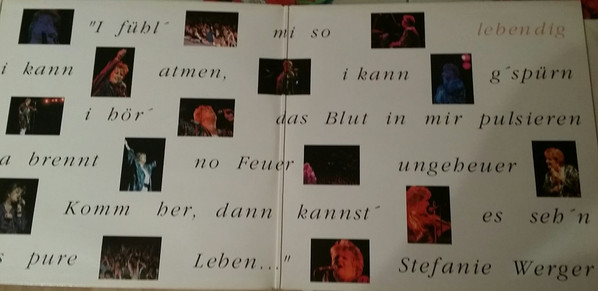 "I fühl´ mi so lebendig
i kann atmen, i kann g´spürn
i hör´ das Blut in mir pulsieren
a brennt no Feuer ungeheuer
Komm her, dann kannst´ es seh´n
s pure Leben..." Stefanie Werger